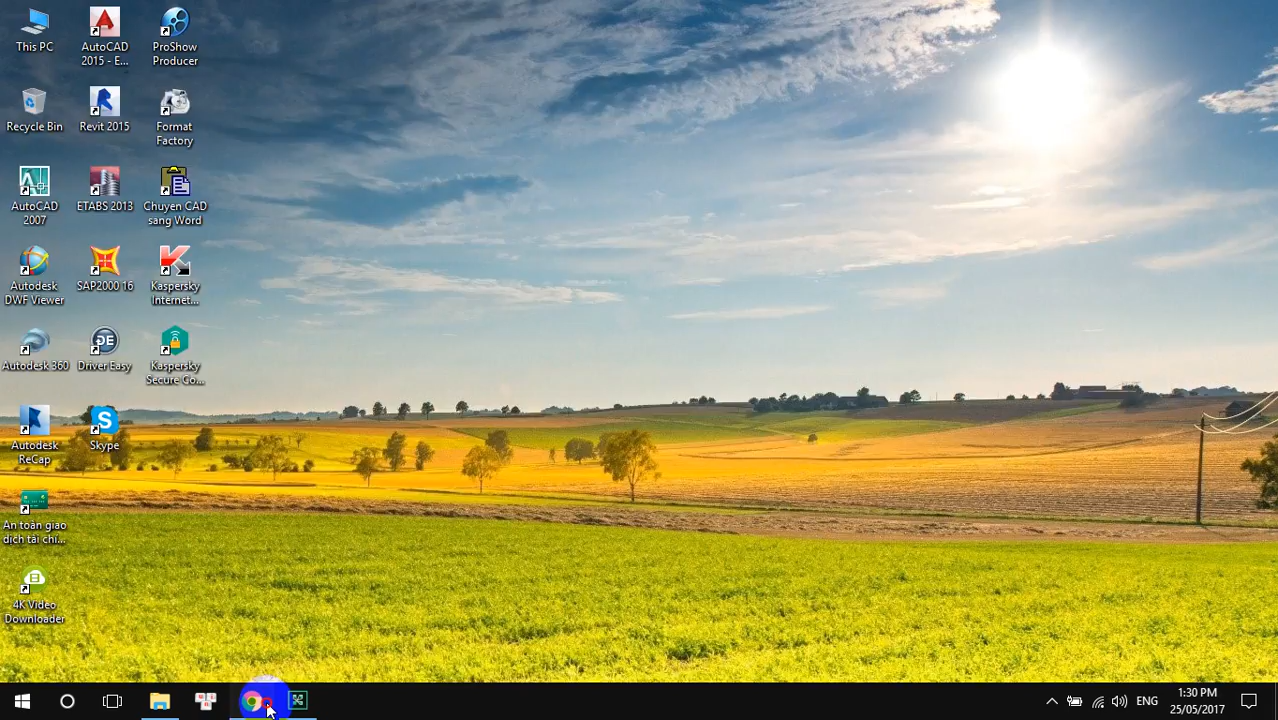 This PC
AutoCAD
2015 - E...
ProShow
Producer
Recycle Bin
Revit 2015
Format
Factory
AutoCAD
2007
ETABS 2013
Chuyen CAD
sang Word
Autodesk
DWF Viewer
SAP2000 16
Kaspersky
Internet...
Autodesk 360
Driver Easy
Kaspersky
Secure Co...
Autodesk
ReCap
Skype
An toàn giao
dịch tài chí...
4K Video
Downloader
ENG
1:30 PM
25/05/2017